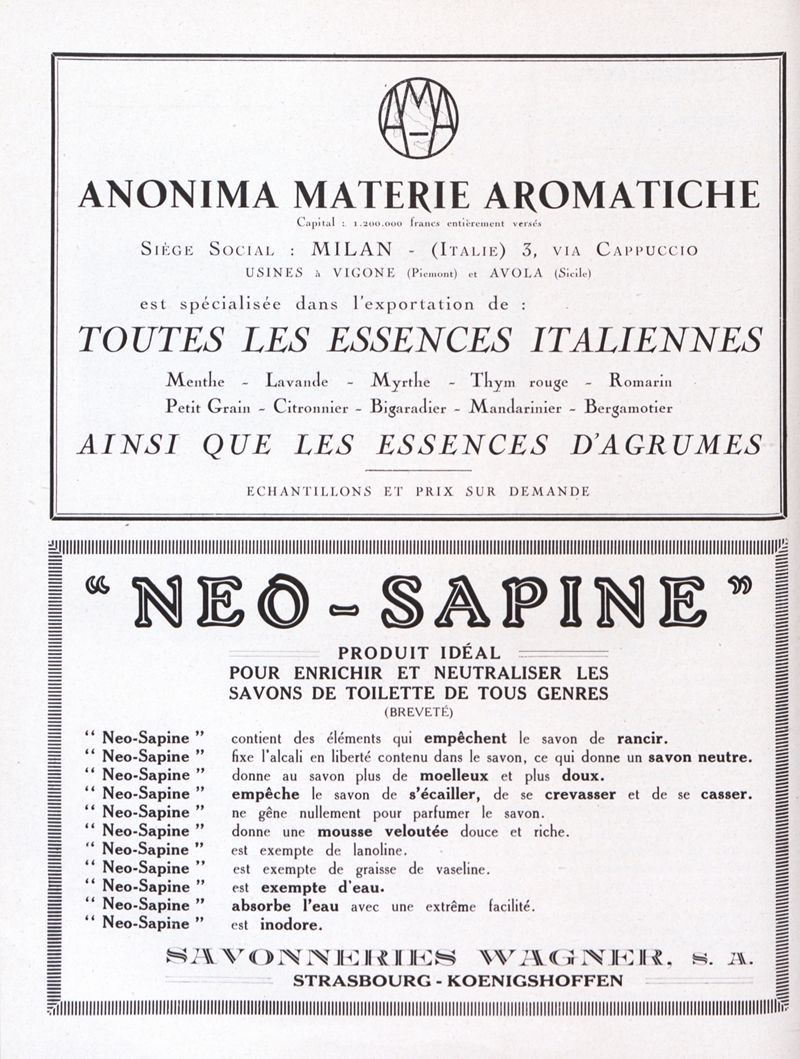 AMA
ANONIMA MATERIE AROMATICHE
Capital : 1.200.000 francs entièrement versés
SIÈGE SOCIAL : MILAN - (ITALIE) 3, VIA CAPPUCCIO
USINES à VIGONE (Piemont) et AVOLA (Sicile)
est spécialisée dans l'exportation de :
TOUTES LES ESSENCES ITALIENNES
Menthe - Lavande - Myrthe - Thym rouge - Romarin
Petit Grain - Citronnier - Bigaradier - Mandarinier - Bergamotier
AINSI QUE LES ESSENCES D'AGRUMES
ECHANTILLONS ET PRIX SUR DEMANDE
“ NEO-SAPINE ”
PRODUIT IDÉAL
POUR ENRICHIR ET NEUTRALISER LES
SAVONS DE TOILETTE DE TOUS GENRES
(BREVETÉ)
“ Neo-Sapine ” contient des éléments qui empêchent le savon de rancir.
“ Neo-Sapine ” fixe l'alcali en liberté contenu dans le savon, ce qui donne un savon neutre.
“ Neo-Sapine ” donne au savon plus de moelleux et plus doux.
“ Neo-Sapine ” empêche le savon de s'écailler, de se crevasser et de se casser.
“ Neo-Sapine ” ne gêne nullement pour parfumer le savon.
“ Neo-Sapine ” donne une mousse veloutée douce et riche.
“ Neo-Sapine ” est exempte de lanoline.
“ Neo-Sapine ” est exempte de graisse de vaseline.
“ Neo-Sapine ” est exempte d'eau.
“ Neo-Sapine ” absorbe l'eau avec une extrême facilité.
“ Neo-Sapine ” est inodore.
SAVONNERIES WAGNER, S. A.
STRASBOURG - KOENIGSHOFFEN